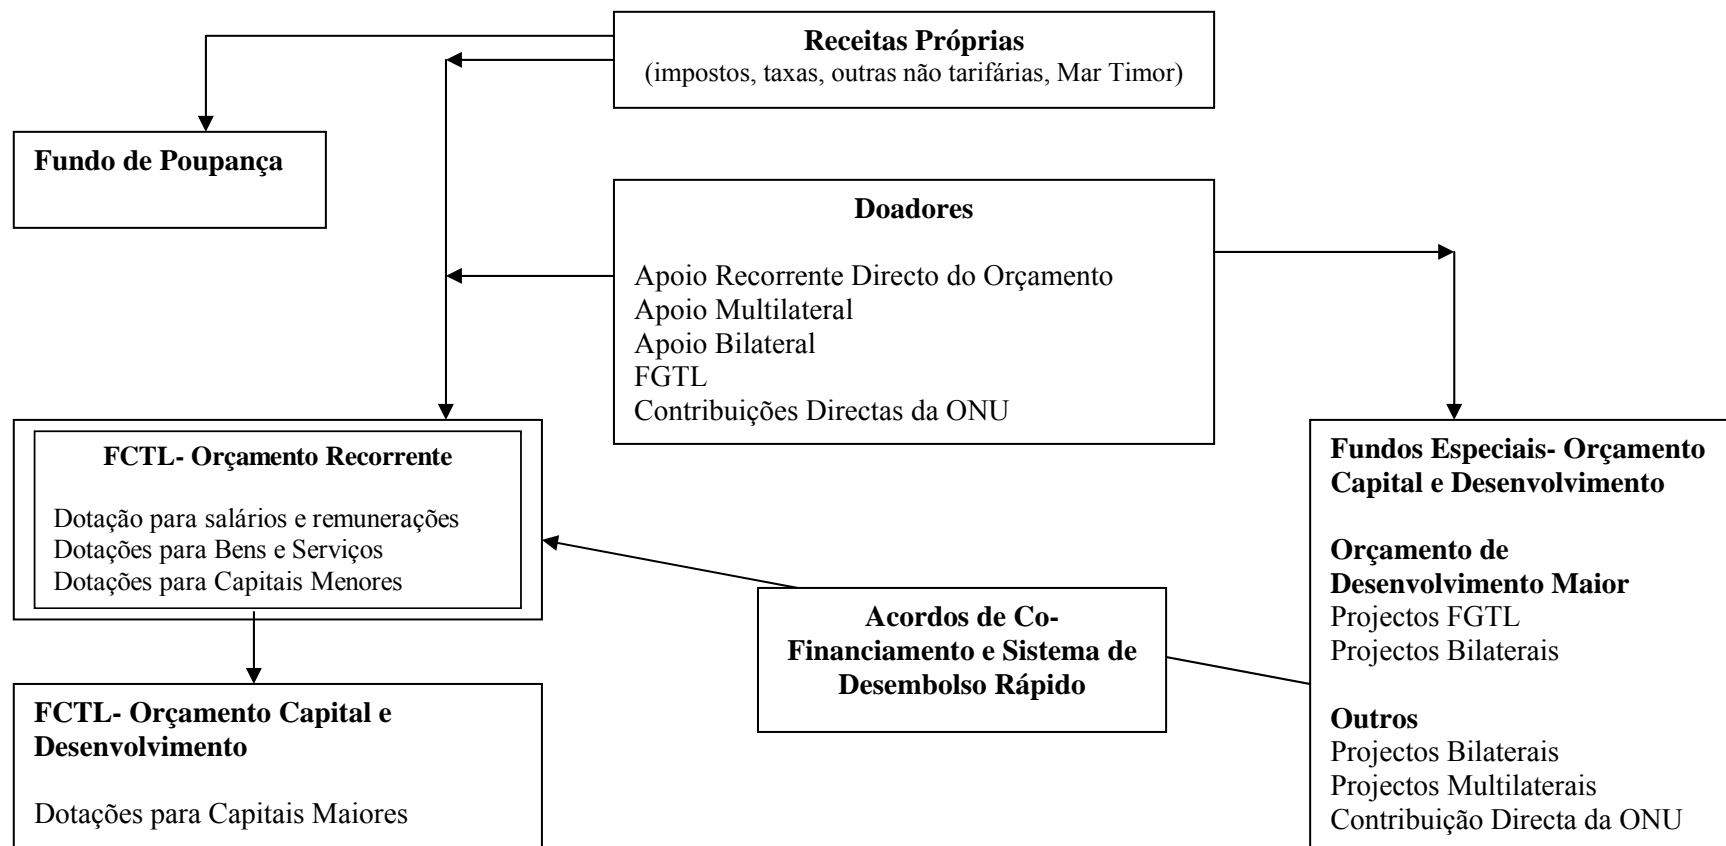 Receitas Próprias
(impostos, taxas, outras não tarifárias, Mar Timor)
Fundo de Poupança
Doadores
Apoio Recorrente Directo do Orçamento
Apoio Multilateral
Apoio Bilateral
FGTL
Contribuições Directas da ONU
FCTL- Orçamento Recorrente
Dotação para salários e remunerações
Dotações para Bens e Serviços
Dotações para Capitais Menores
Fundos Especiais- Orçamento
Capital e Desenvolvimento
Orçamento de
Desenvolvimento Maior
Projectos FGTL
Projectos Bilaterais
Outros
Projectos Bilaterais
Projectos Multilaterais
Contribuição Directa da ONU
Acordos de Co-
Financiamento e Sistema de
Desembolso Rápido
FCTL- Orçamento Capital e
Desenvolvimento
Dotações para Capitais Maiores